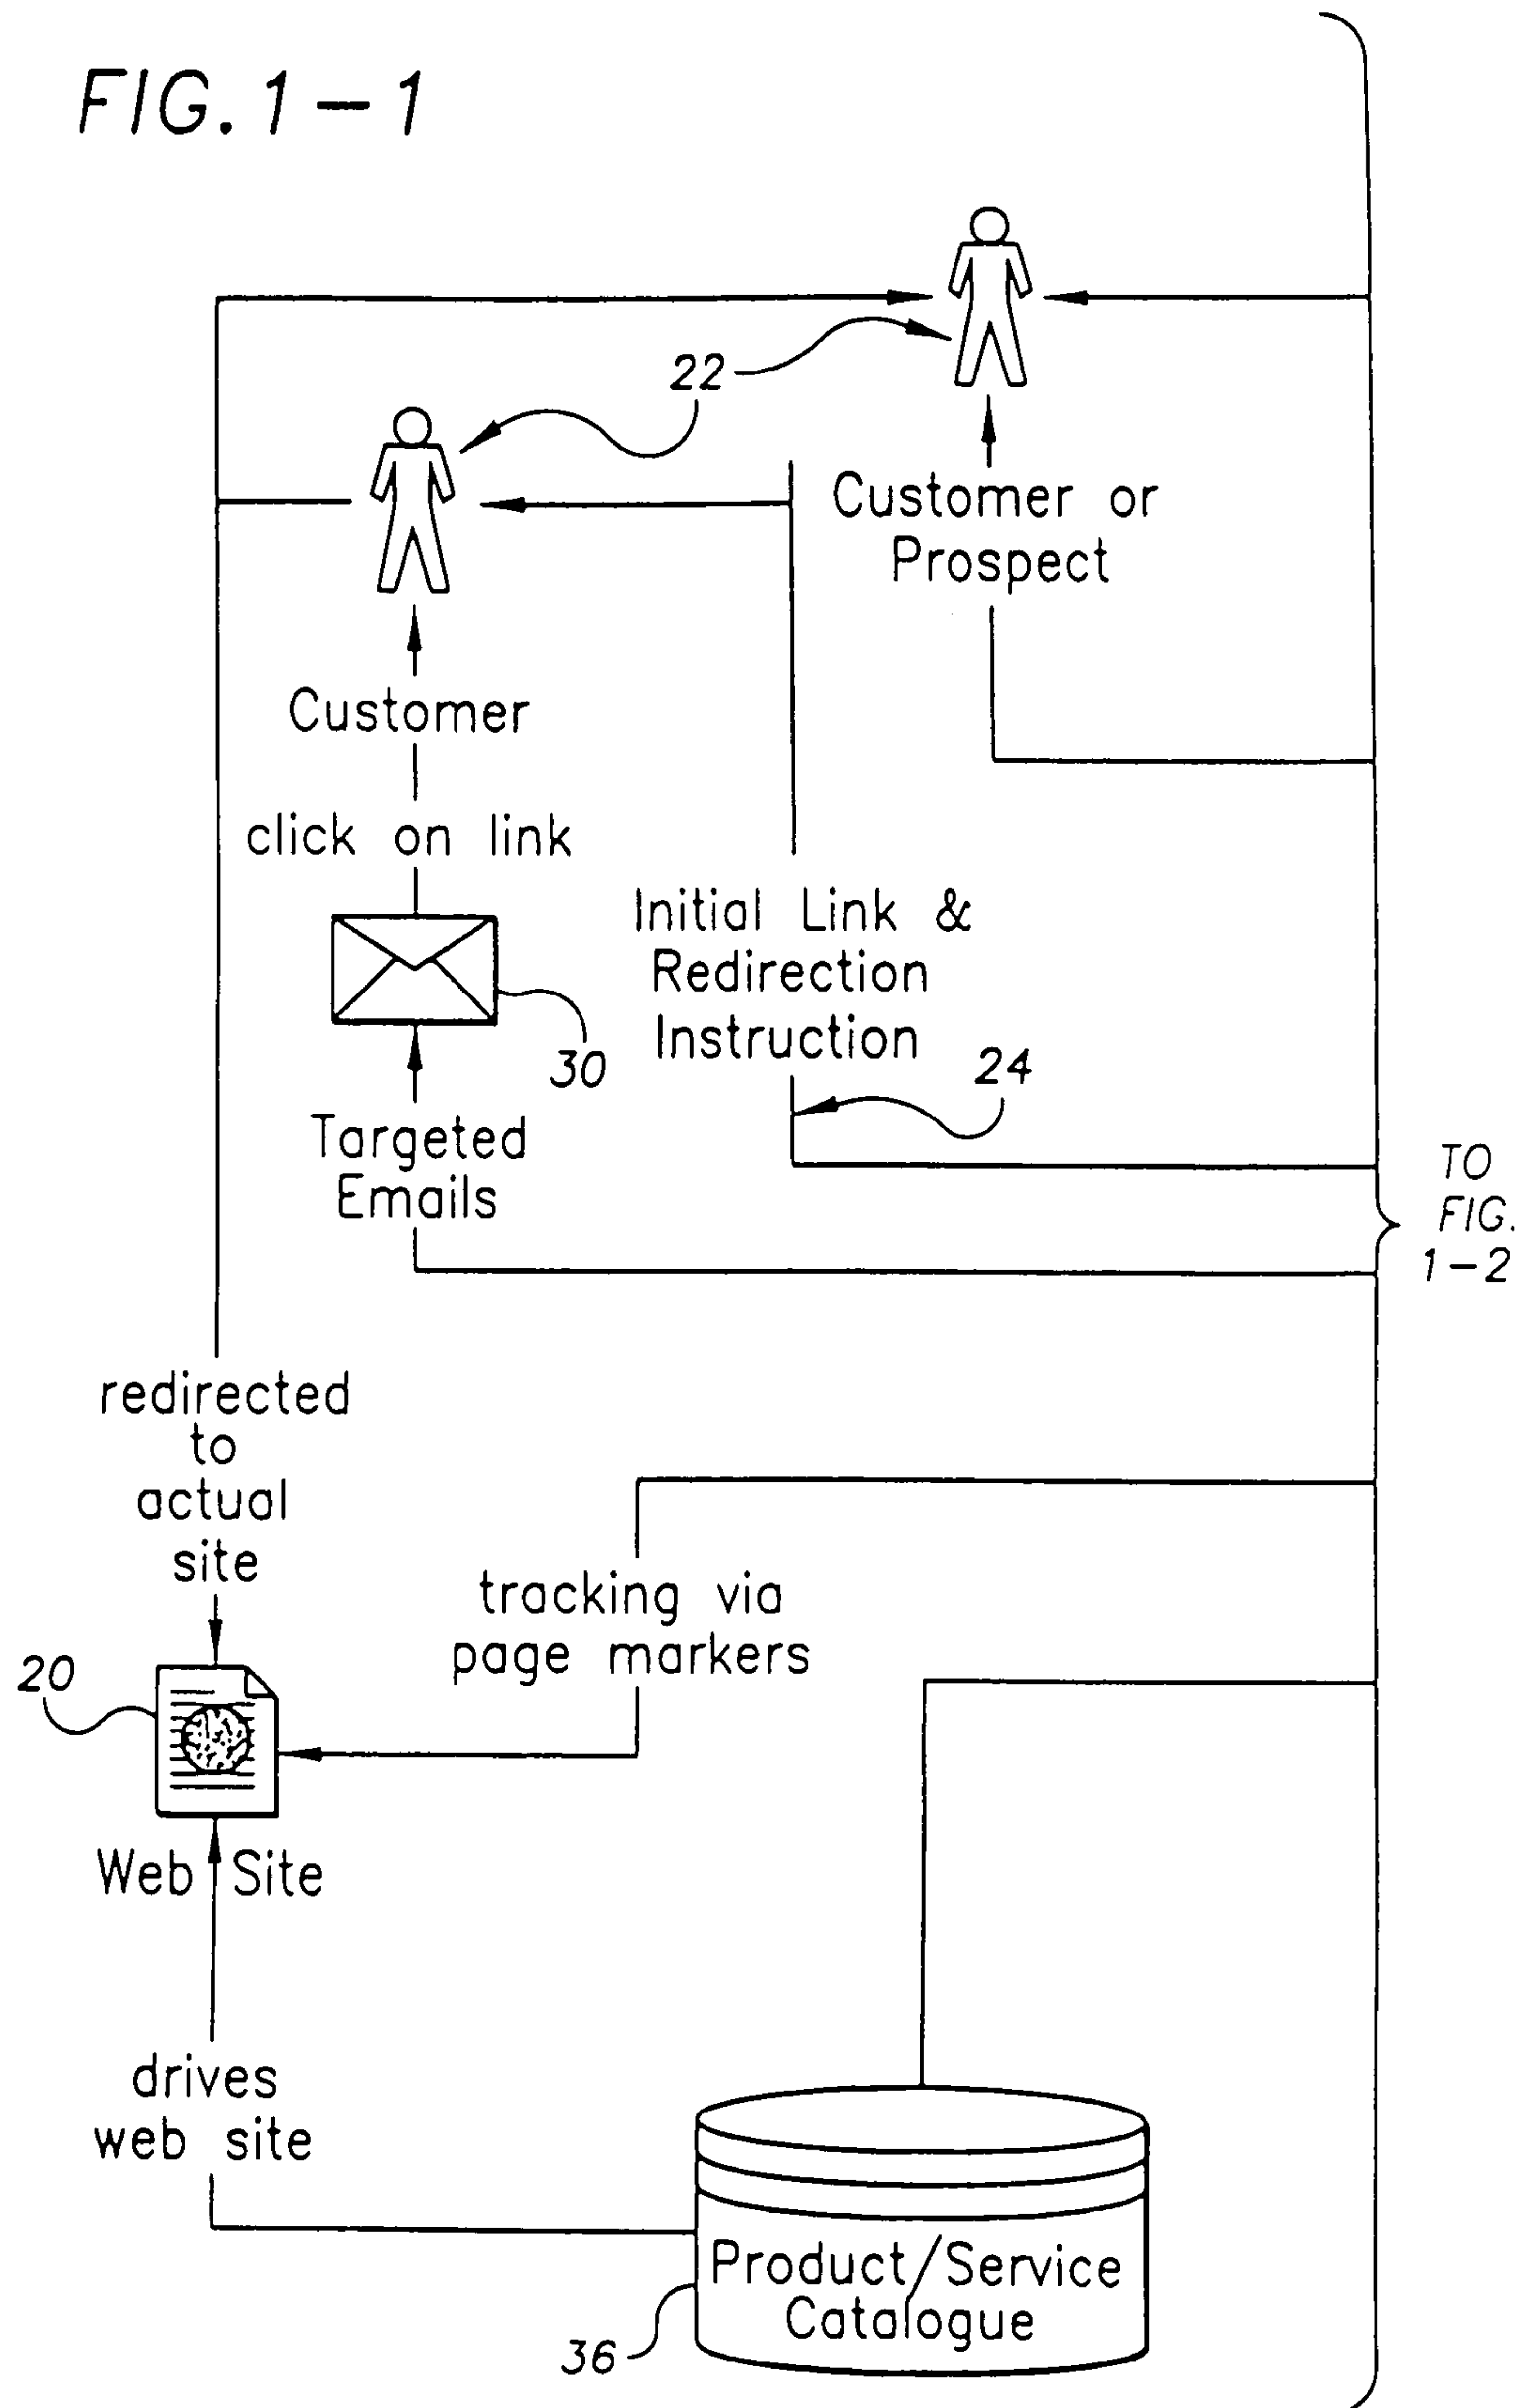 FIG. 1-1
22
Customer or
Prospect
Customer
click on link
Initial Link &
Redirection
Instruction
30
24
Targeted
Emails
TO
FIG.
1-2
redirected
to
actual
site
tracking via
page markers
20
Web Site
drives
web site
Product/Service
Catalogue
36